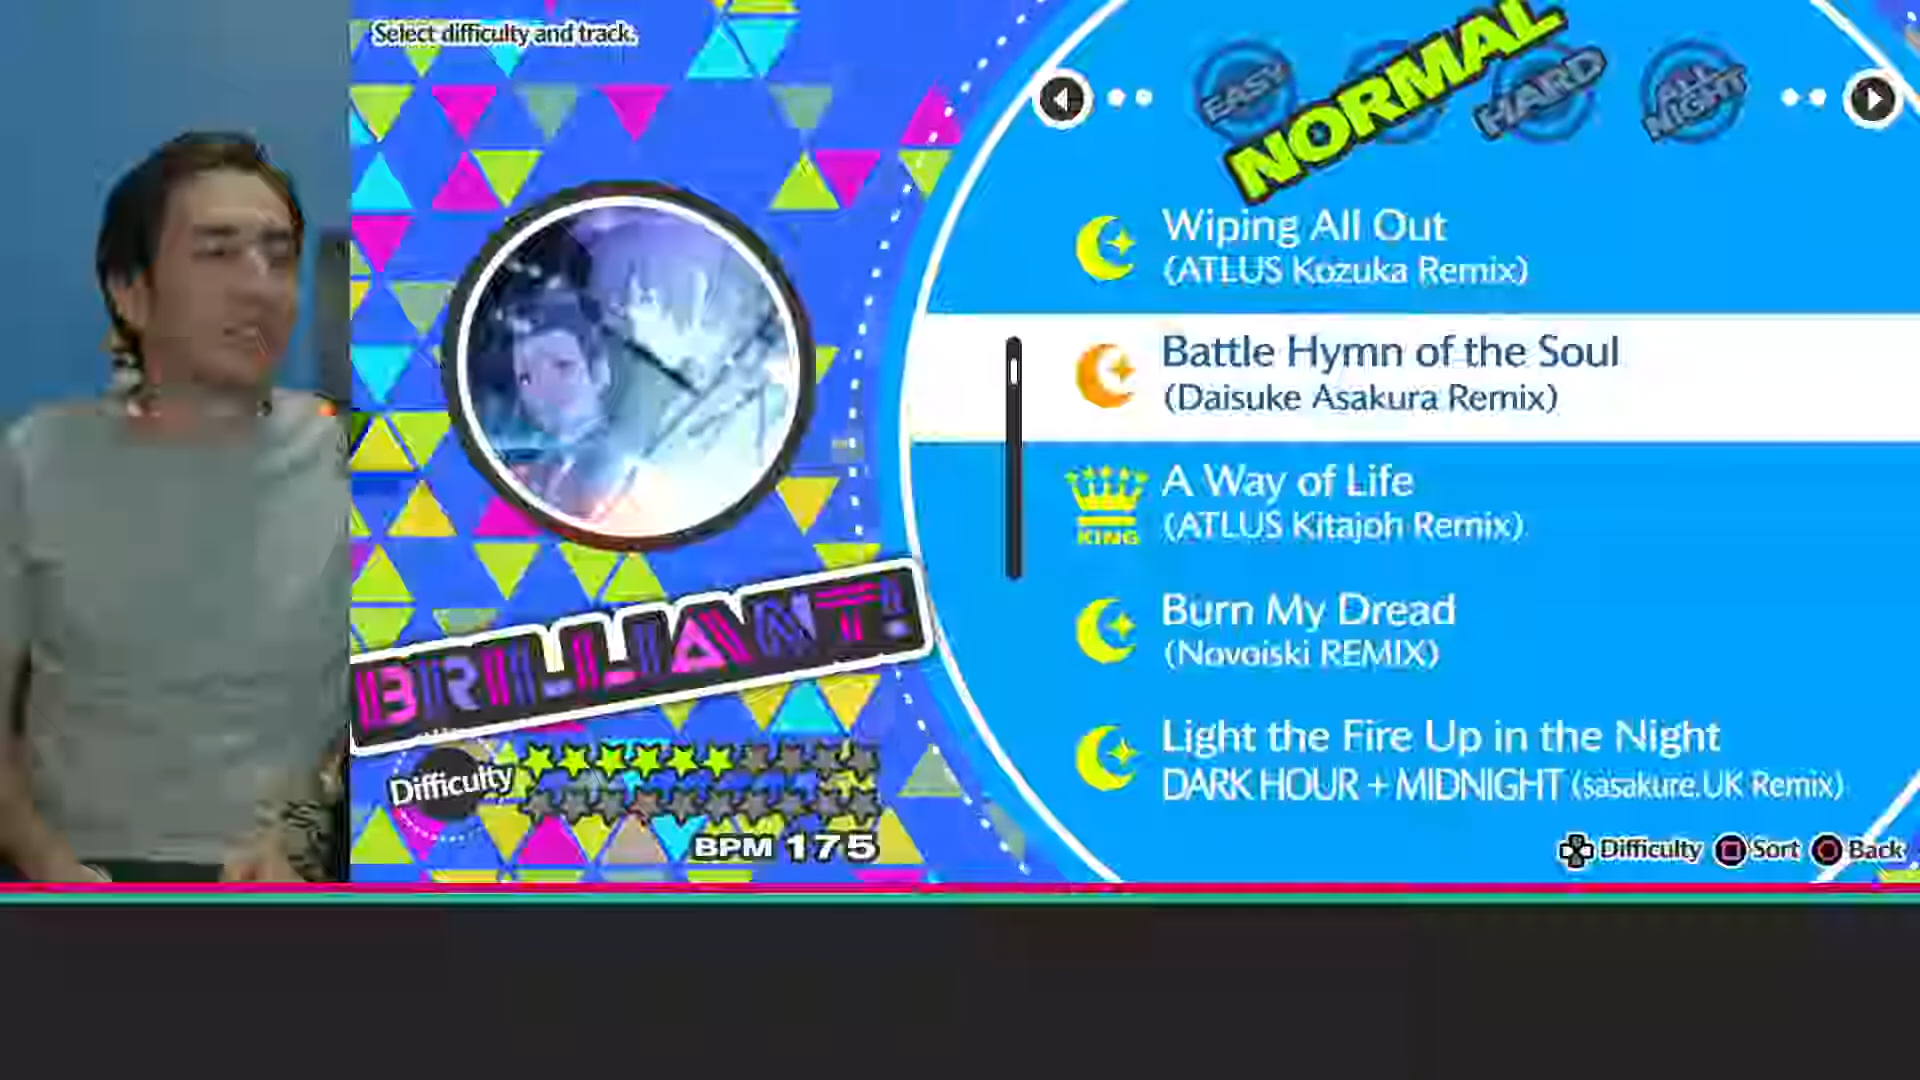 Select difficulty and track.
EASY
NORMAL
HARD
ALL NIGHT
Wiping All Out
(ATLUS Kozuka Remix)
Battle Hymn of the Soul
(Daisuke Asakura Remix)
KING
A Way of Life
(ATLUS Kitajoh Remix)
Burn My Dread
(Novoiski REMIX)
Light the Fire Up in the Night
DARK HOUR + MIDNIGHT (sasakure.UK Remix)
BRILLIANT!
Difficulty
BPM 175
Difficulty Sort Back